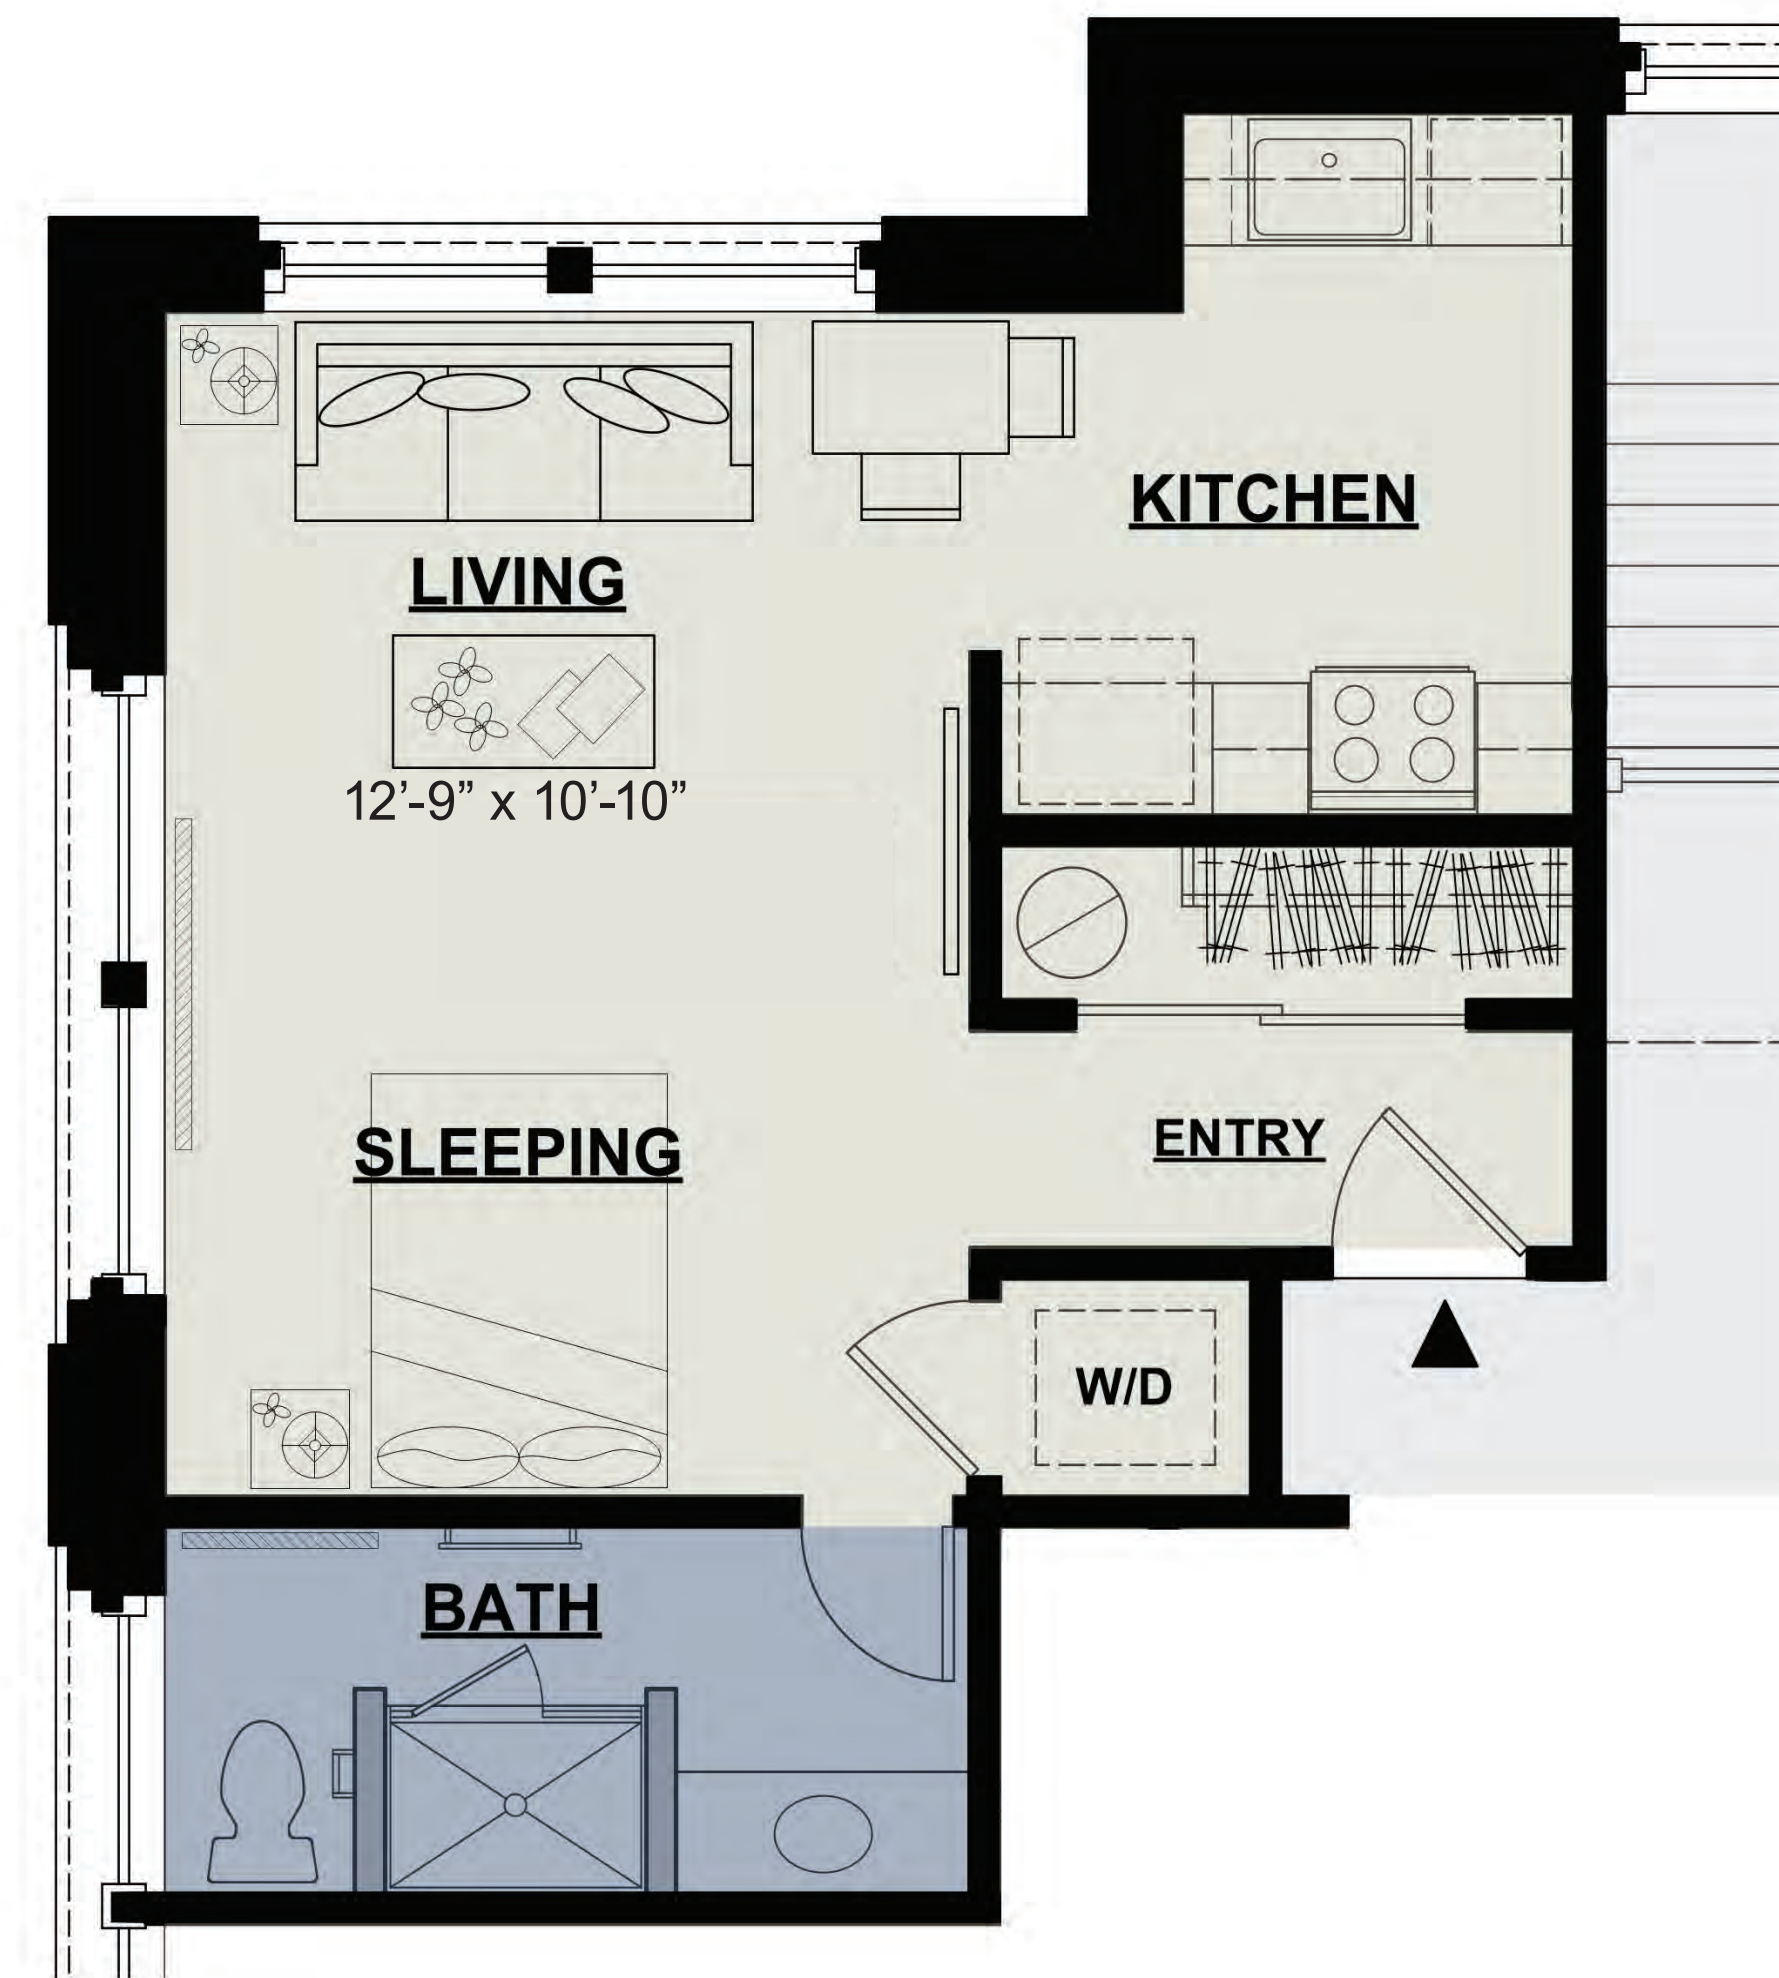 KITCHEN
LIVING
12’-9” x 10’-10”
SLEEPING
ENTRY
W/D
BATH